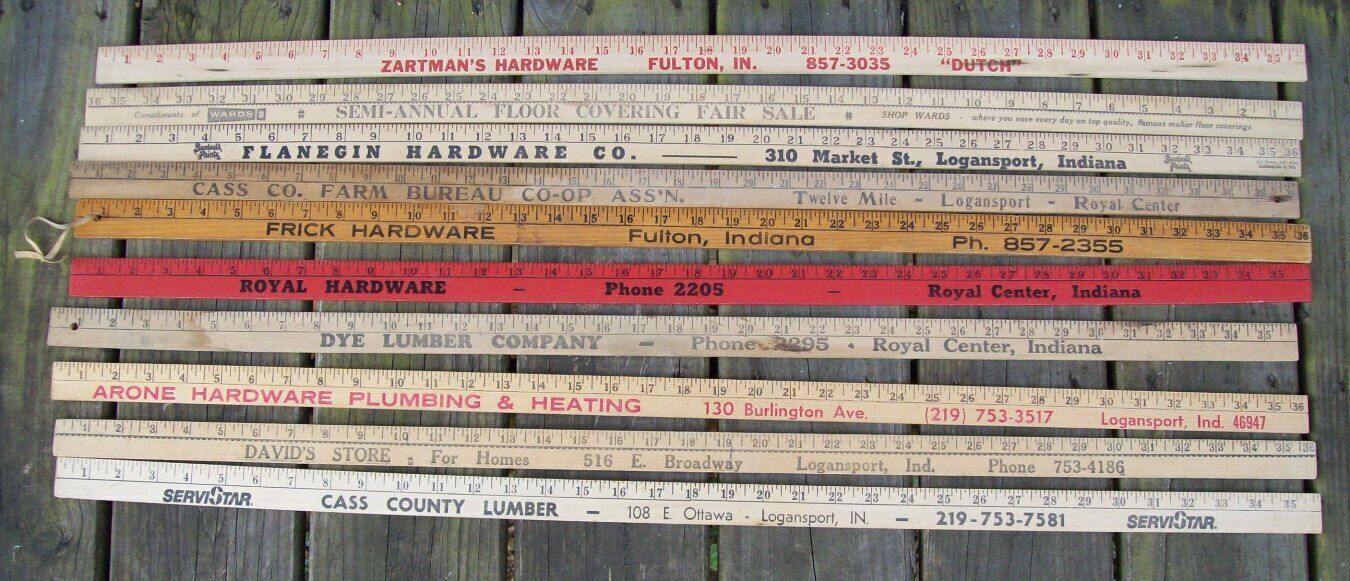 ZARTMAN'S HARDWARE FULTON, IN. 857-3035 "DUTCH"
Compliments of WARDS SEMI-ANNUAL FLOOR COVERING FAIR SALE SHOP WARDS - where you save every day on top quality, famous maker floor coverings
FLANEGIN HARDWARE CO. 310 Market St., Logansport, Indiana
CASS CO. FARM BUREAU CO-OP ASS'N. Twelve Mile - Logansport - Royal Center
FRICK HARDWARE Fulton, Indiana Ph. 857-2355
ROYAL HARDWARE - Phone 2205 - Royal Center, Indiana
DYE LUMBER COMPANY - Phone 2295 • Royal Center, Indiana
ARONE HARDWARE PLUMBING & HEATING 130 Burlington Ave. (219) 753-3517 Logansport, Ind. 46947
DAVID'S STORE For Homes 516 E. Broadway Logansport, Ind. Phone 753-4186
SERVISTAR. CASS COUNTY LUMBER - 108 E. Ottawa - Logansport, IN. - 219-753-7581 SERVISTAR.